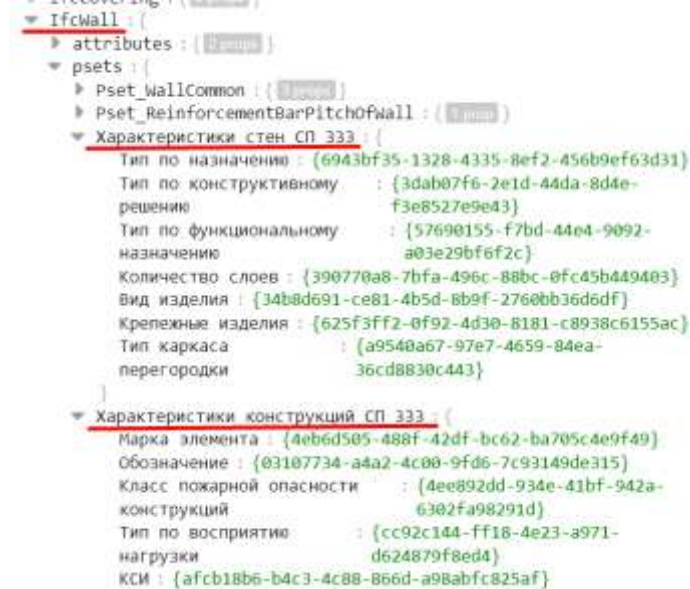 IfcCovering : {
IfcWall : {
attributes : { 2 props }
psets : {
Pset_WallCommon : { }
Pset_ReinforcementBarPitchOfWall : { }
Характеристики стен СП 333 : {
Тип по назначению : {6943bf35-1328-4335-8ef2-456b9ef63d31}
Тип по конструктивному : {3dab07f6-2e1d-44da-8d4e-
решению f3e8527e9e43}
Тип по функциональному : {57690155-f7bd-44e4-9092-
назначению a03e29bf6f2c}
Количество слоев : {390770a8-7bfa-496c-88bc-0fc45b449403}
Вид изделия : {34b8d691-ce81-4b5d-8b9f-2760bb36d6df}
Крепежные изделия : {625f3ff2-0f92-4d30-8181-c8938c6155ac}
Тип каркаса : {a9540a67-97e7-4659-84ea-
перегородки 36cd8830c443}
}
Характеристики конструкций СП 333 : {
Марка элемента : {4eb6d505-488f-42df-bc62-ba705c4e9f49}
Обозначение : {03107734-a4a2-4c00-9fd6-7c93149de315}
Класс пожарной опасности : {4ee892dd-934e-41bf-942a-
конструкций 6302fa98291d}
Тип по восприятию : {cc92c144-ff18-4e23-a971-
нагрузки d624879f8ed4}
КСИ : {afcb18b6-b4c3-4c88-866d-a98abfc825af}